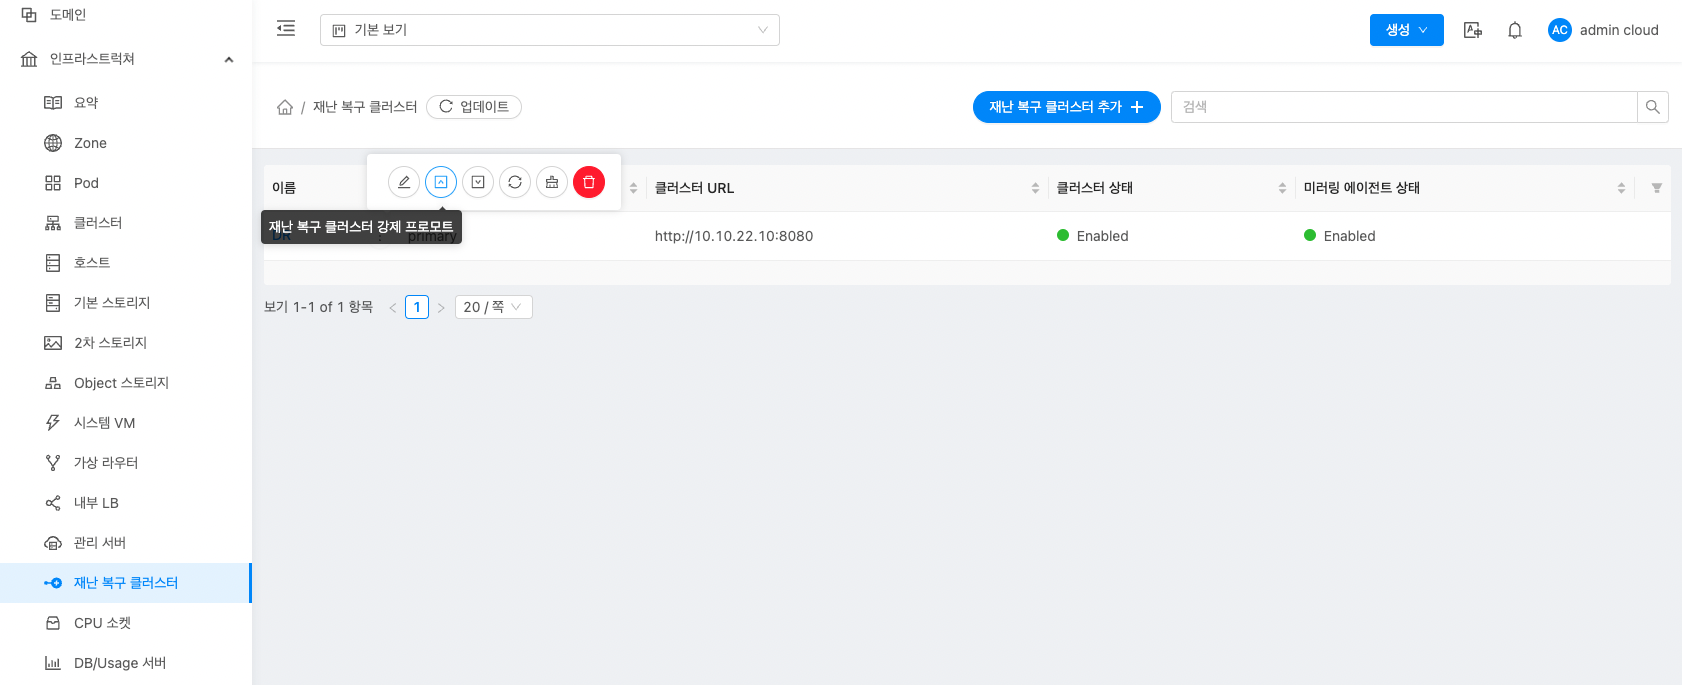 도메인
인프라스트럭쳐
요약
Zone
Pod
클러스터
호스트
기본 스토리지
2차 스토리지
Object 스토리지
시스템 VM
가상 라우터
내부 LB
관리 서버
재난 복구 클러스터
CPU 소켓
DB/Usage 서버
기본 보기
생성
AC admin cloud
/ 재난 복구 클러스터 업데이트
재난 복구 클러스터 추가 +
검색
이름 클러스터 URL 클러스터 상태 미러링 에이전트 상태
재난 복구 클러스터 강제 프로모트
DR primary http://10.10.22.10:8080 Enabled Enabled
보기 1-1 of 1 항목 < 1 > 20 / 쪽